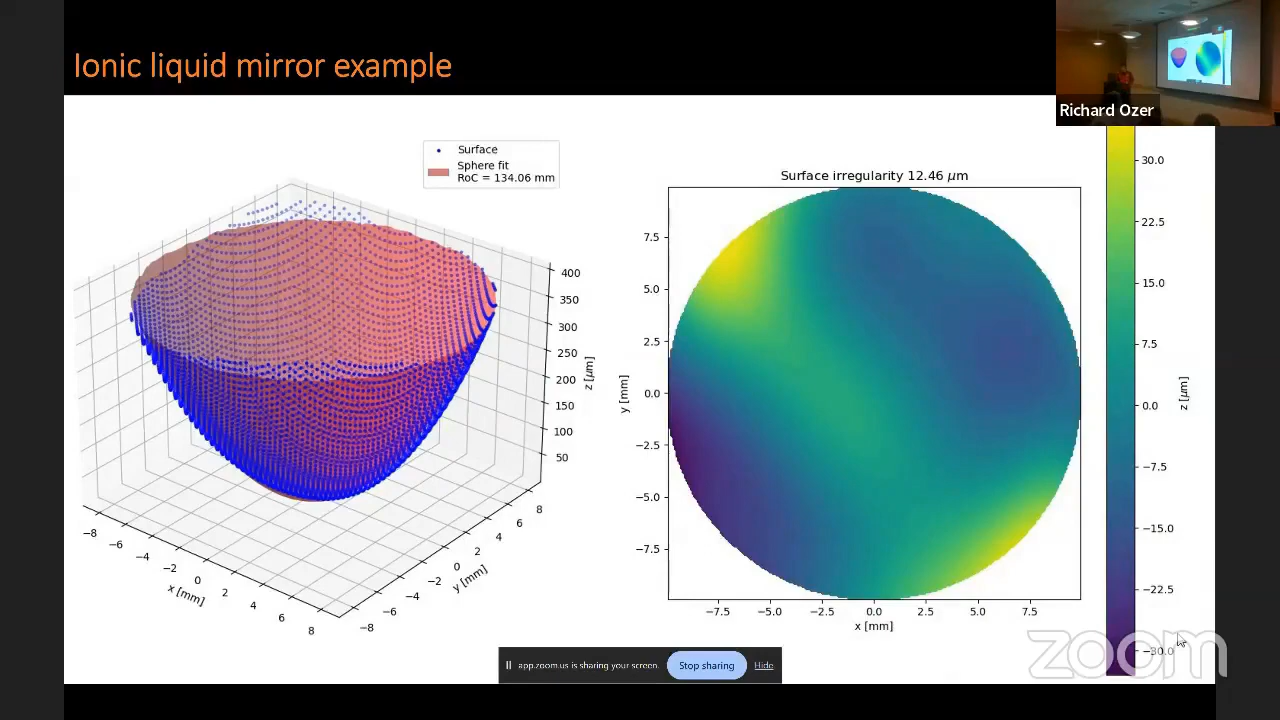 Ionic liquid mirror example
Richard Ozer
Surface
Sphere fit
RoC = 134.06 mm
400
350
300
250
200
150
100
50
z [μm]
−8
−6
−4
−2
0
2
4
6
8
x [mm]
−8
−6
−4
−2
0
2
4
6
8
y [mm]
Surface irregularity 12.46 μm
7.5
5.0
2.5
0.0
−2.5
−5.0
−7.5
y [mm]
−7.5 −5.0 −2.5 0.0 2.5 5.0 7.5
x [mm]
30.0
22.5
15.0
7.5
0.0
−7.5
−15.0
−22.5
−30.0
z [μm]
app.zoom.us is sharing your screen. Stop sharing Hide
zoom